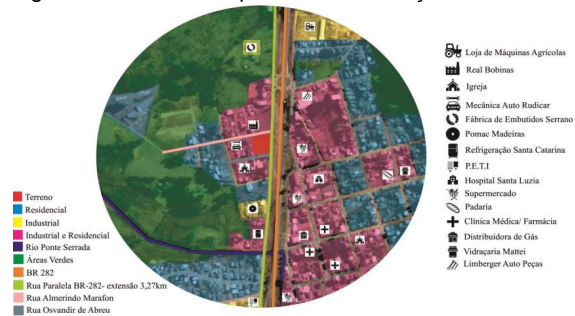 Loja de Máquinas Agrícolas
Real Bobinas
Igreja
Mecânica Auto Rudicar
Fábrica de Embutidos Serrano
Pomac Madeiras
Refrigeração Santa Catarina
P.E.T.I
Hospital Santa Luzia
Supermercado
Padaria
Clínica Médica/ Farmácia
Distribuidora de Gás
Vidraçaria Mattei
Limberger Auto Peças
Terreno
Residencial
Industrial
Industrial e Residencial
Rio Ponte Serrada
Áreas Verdes
BR 282
Rua Paralela BR-282- extensão 3,27km
Rua Almerindo Marafon
Rua Osvandir de Abreu